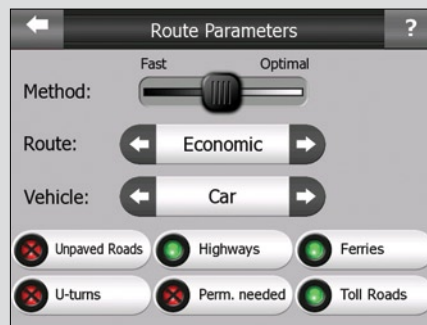 Route Parameters ?
Fast Optimal
Method:
Route: Economic
Vehicle: Car
Unpaved Roads Highways Ferries
U-turns Perm. needed Toll Roads